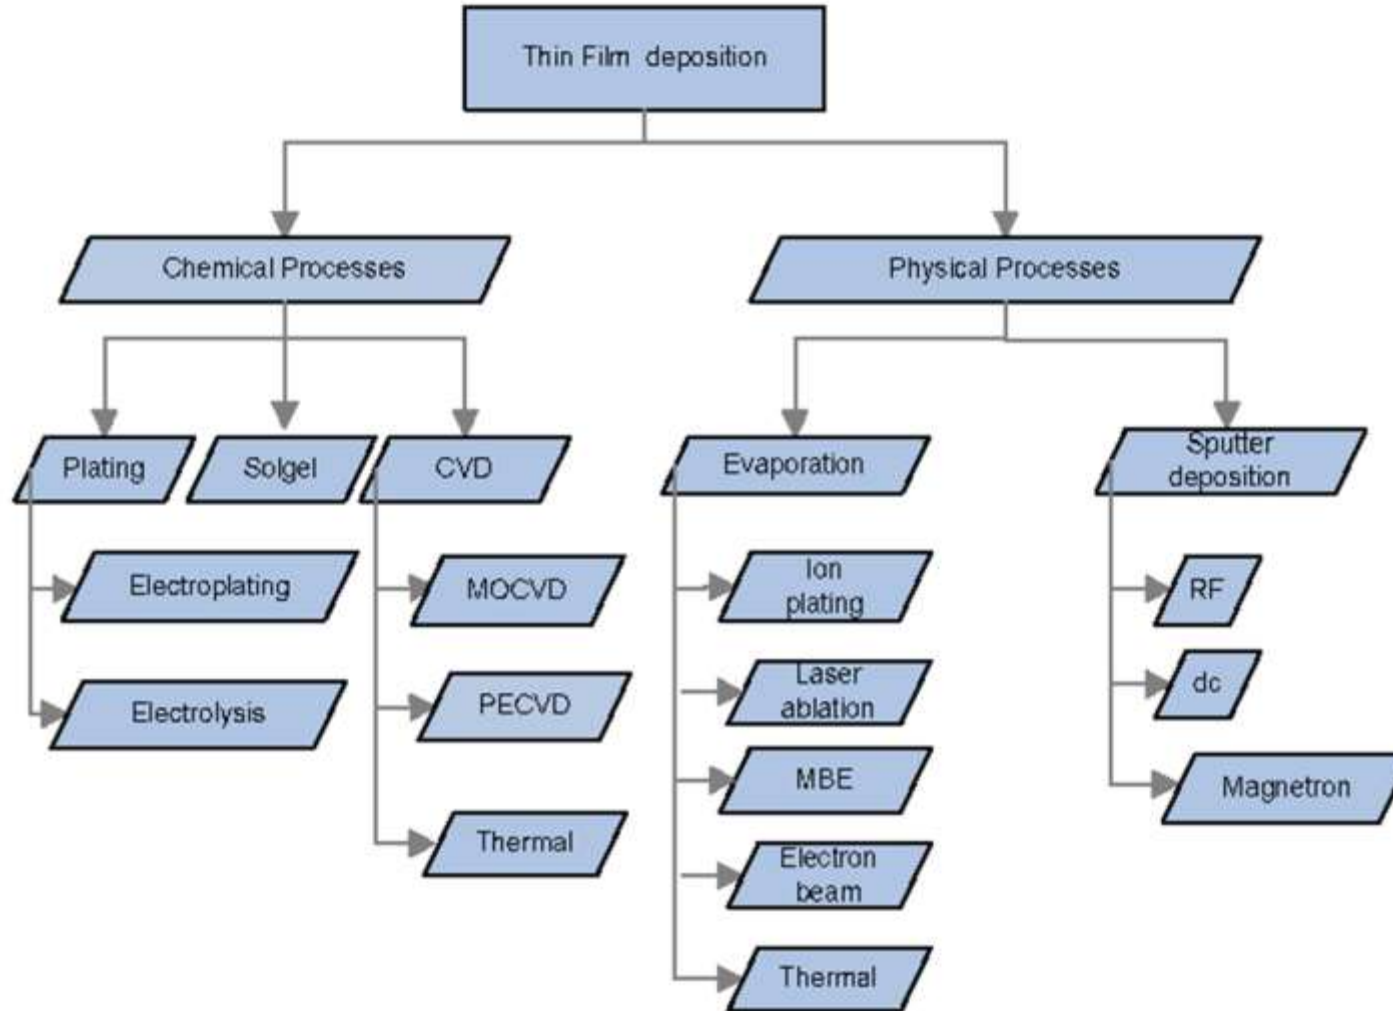 Thin Film deposition
Chemical Processes
Physical Processes
Plating
Solgel
CVD
Evaporation
Sputter
deposition
Electroplating
MOCVD
Ion
plating
RF
Electrolysis
PECVD
Laser
ablation
dc
MBE
Magnetron
Thermal
Electron
beam
Thermal